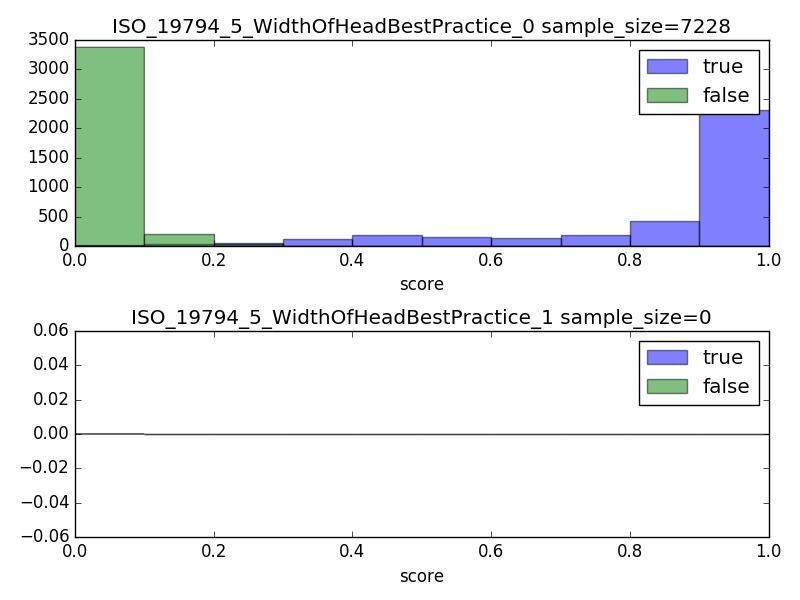 ISO_19794_5_WidthOfHeadBestPractice_0 sample_size=7228
3500
3000
2500
2000
1500
1000
500
0
true
false
0.0 0.2 0.4 0.6 0.8 1.0
score
ISO_19794_5_WidthOfHeadBestPractice_1 sample_size=0
0.06
0.04
0.02
0.00
−0.02
−0.04
−0.06
true
false
0.0 0.2 0.4 0.6 0.8 1.0
score